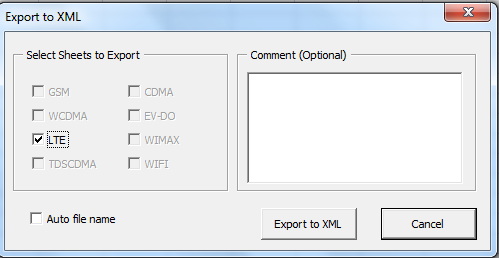 Export to XML
Select Sheets to Export
Comment (Optional)
GSM
CDMA
WCDMA
EV-DO
LTE
WIMAX
TDSCDMA
WIFI
Auto file name
Export to XML
Cancel